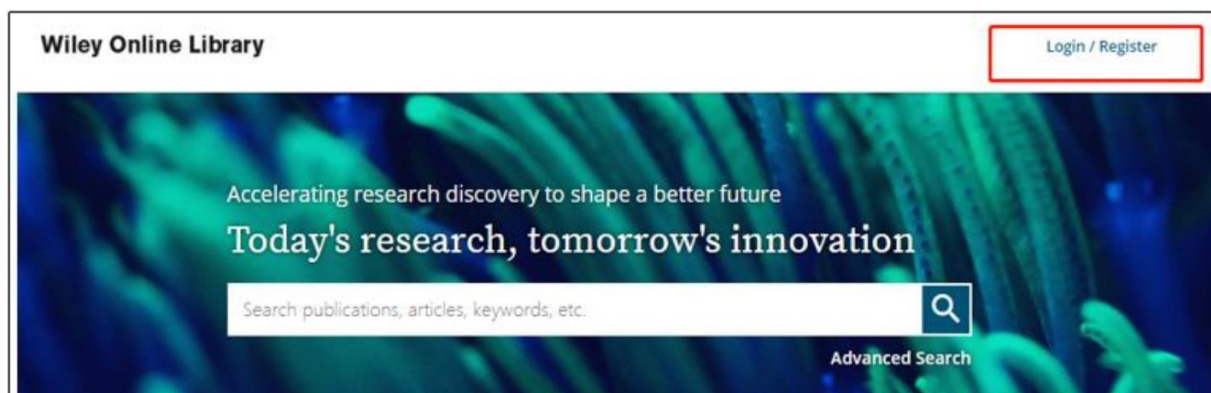 Wiley Online Library
Login / Register
Accelerating research discovery to shape a better future
Today's research, tomorrow's innovation
Search publications, articles, keywords, etc.
Advanced Search